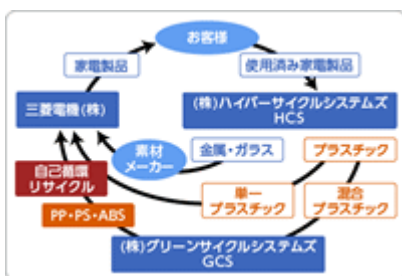 お客様
家電製品
使用済み家電製品
三菱電機(株)
(株)ハイパーサイクルシステムズ
HCS
素材
メーカー
金属・ガラス
プラスチック
自己循環
リサイクル
単一
プラスチック
混合
プラスチック
PP・PS・ABS
(株)グリーンサイクルシステムズ
GCS